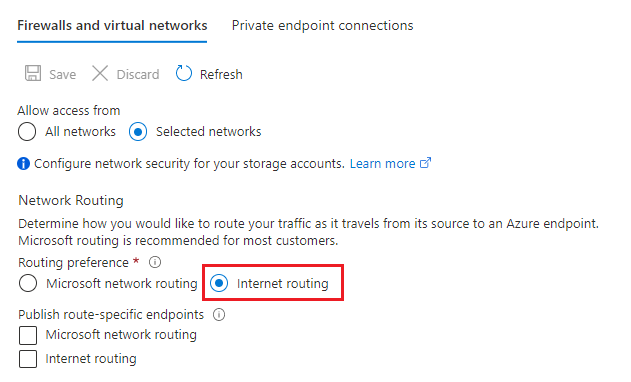 Firewalls and virtual networks Private endpoint connections
Save Discard Refresh
Allow access from
All networks Selected networks
Configure network security for your storage accounts. Learn more
Network Routing
Determine how you would like to route your traffic as it travels from its source to an Azure endpoint.
Microsoft routing is recommended for most customers.
Routing preference *
Microsoft network routing Internet routing
Publish route-specific endpoints
Microsoft network routing
Internet routing